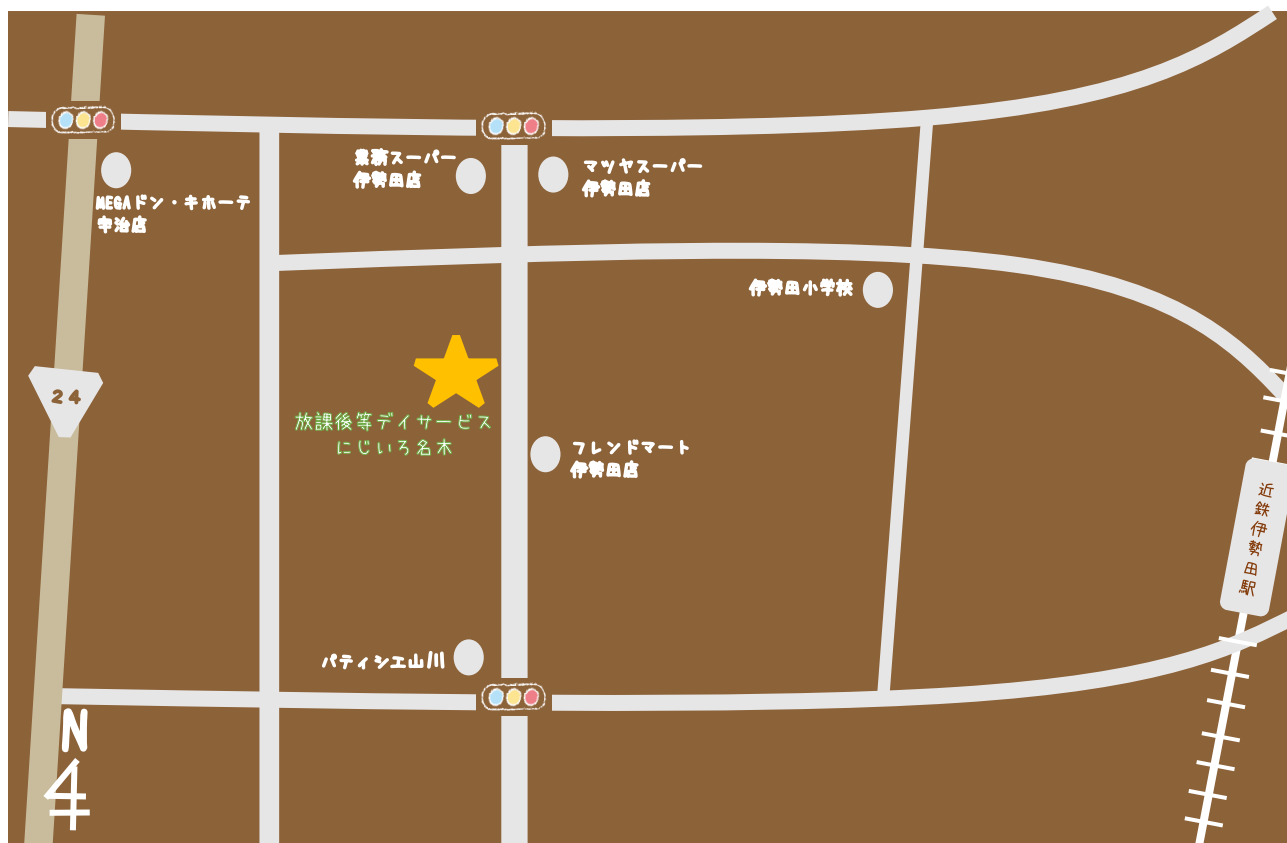 業務スーパー
伊勢田店
マツヤスーパー
伊勢田店
MEGAドン・キホーテ
宇治店
伊勢田小学校
24
放課後等デイサービス
にじいろ名木
フレンドマート
伊勢田店
近鉄伊勢田駅
パティシエ山川
N